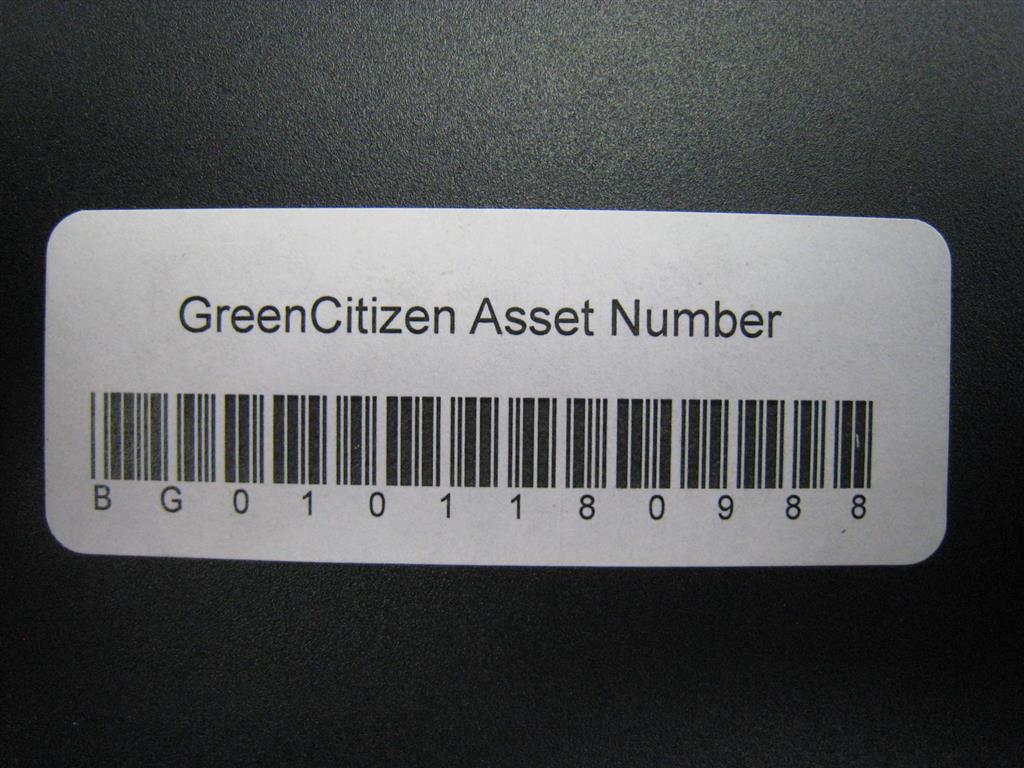 GreenCitizen Asset Number
B G 0 1 0 1 1 8 0 9 8 8